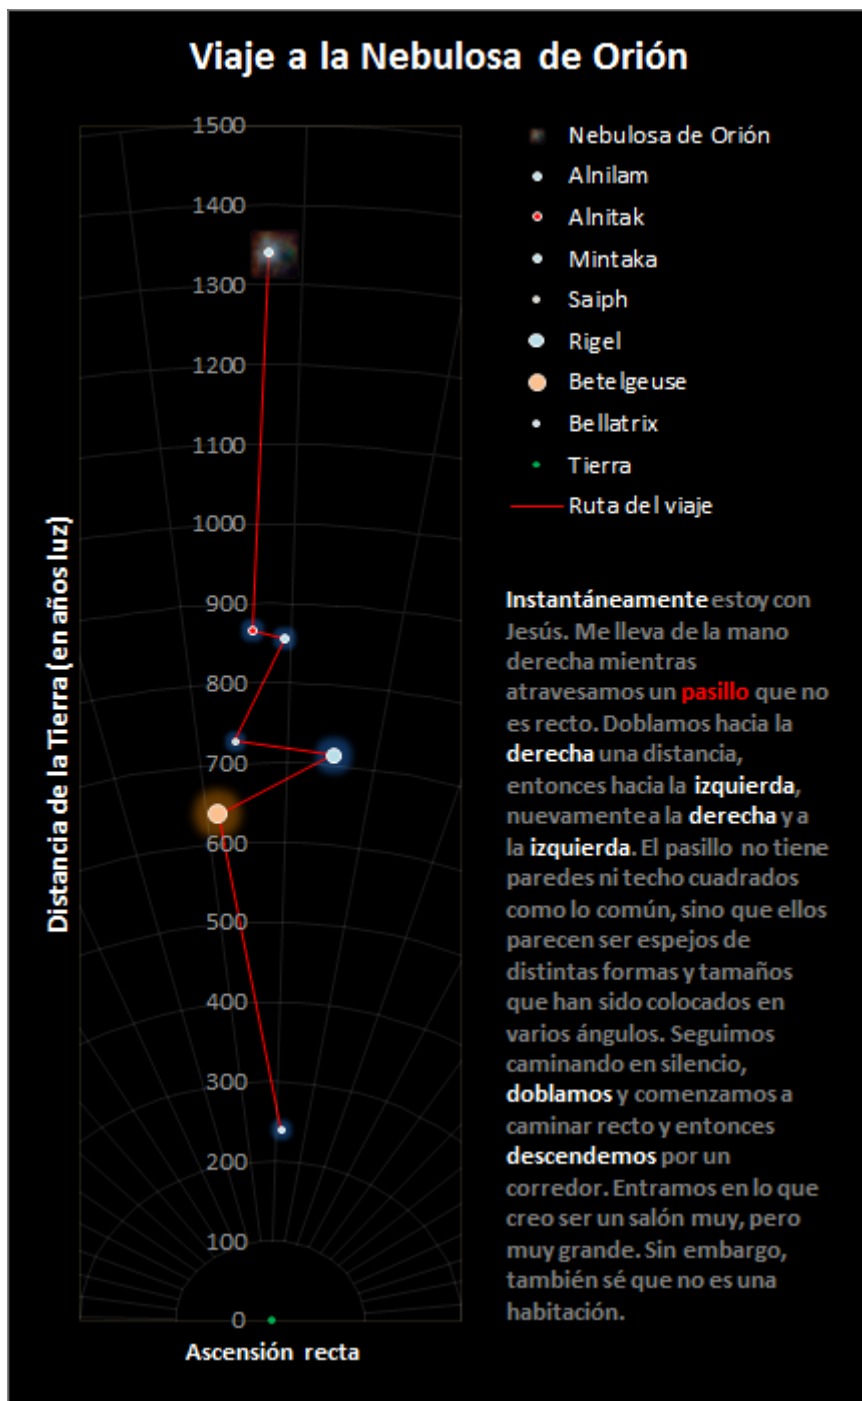 Viaje a la Nebulosa de Orión
1500
1400
1300
1200
1100
1000
900
800
700
600
500
400
300
200
100
0
Distancia de la Tierra (en años luz)
Ascensión recta
Nebulosa de Orión
Alnilam
Alnitak
Mintaka
Saiph
Rigel
Betelgeuse
Bellatrix
Tierra
Ruta del viaje
Instantáneamente estoy con
Jesús. Me lleva de la mano
derecha mientras
atravesamos un pasillo que no
es recto. Doblamos hacia la
derecha una distancia,
entonces hacia la izquierda,
nuevamente a la derecha y a
la izquierda. El pasillo no tiene
paredes ni techo cuadrados
como lo común, sino que ellos
parecen ser espejos de
distintas formas y tamaños
que han sido colocados en
varios ángulos. Seguimos
caminando en silencio,
doblamos y comenzamos a
caminar recto y entonces
descendemos por un
corredor. Entramos en lo que
creo ser un salón muy, pero
muy grande. Sin embargo,
también sé que no es una
habitación.